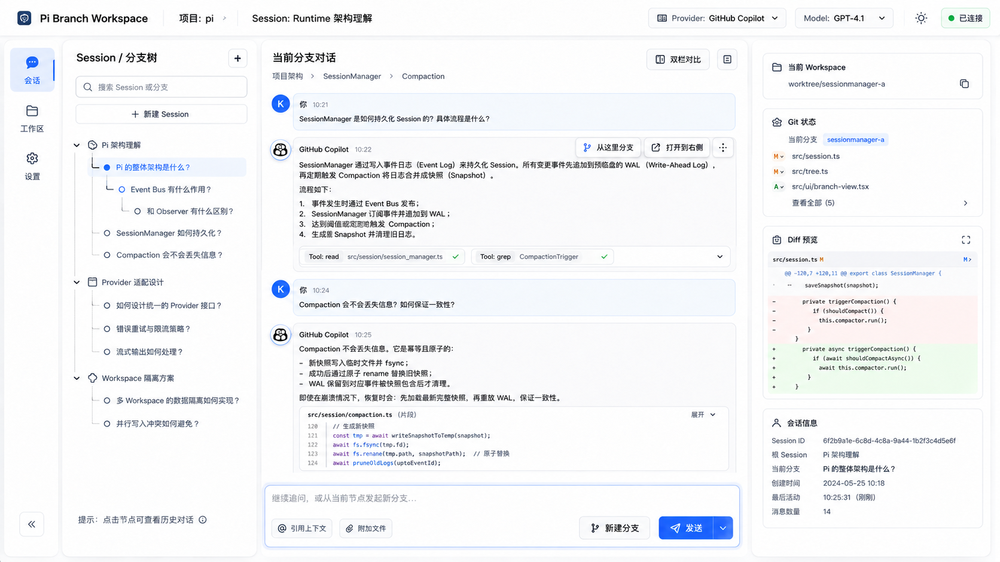 Pi Branch Workspace
项目: pi
Session: Runtime 架构理解
Provider: GitHub Copilot
Model: GPT-4.1
已连接
会话
工作区
设置
Session / 分支树
搜索 Session 或分支
新建 Session
Pi 架构理解
Pi 的整体架构是什么？
Event Bus 有什么作用？
和 Observer 有什么区别？
SessionManager 如何持久化？
Compaction 会不会丢失信息？
Provider 适配设计
如何设计统一的 Provider 接口？
错误重试与限流策略？
流式输出如何处理？
Workspace 隔离方案
多 Workspace 的数据隔离如何实现？
并行写入冲突如何避免？
提示：点击节点可查看历史对话
当前分支对话
双栏对比
项目架构 > SessionManager > Compaction
K
你 10:21
SessionManager 是如何持久化 Session 的？具体流程是什么？
GitHub Copilot 10:22
从这里分支
打开到右侧
SessionManager 通过写入事件日志（Event Log）来持久化 Session。所有变更事件先追加到预临盘的 WAL（Write-Ahead Log），
再定期触发 Compaction 将日志合并成快照（Snapshot）。
流程如下：
1. 事件发生时通过 Event Bus 发布；
2. SessionManager 订阅事件并追加到 WAL；
3. 达到阈值触发 Compaction；
4. 生成 Snapshot 并清理旧日志。
Tool: read src/session/session_manager.ts
Tool: grep CompactionTrigger
K
你 10:24
Compaction 会不会丢失信息？如何保证一致性？
GitHub Copilot 10:25
Compaction 不会丢失信息。它是幂等且原子的：
- 新快照写入临时文件并 fsync；
- 成功后通过原子 rename 替换旧快照；
- WAL 保留到对应事件被快照包含后才清理。
即使在崩溃情况下，恢复时会：先加载最新完整快照，再重放 WAL，保证一致性。
src/session/compaction.ts （片段）
展开
120 // 生成新快照
121 const tmp = await writeSnapshotToTemp(snapshot);
122 await fs.fsync(tmp.fd);
123 await fs.rename(tmp.path, snapshotPath); // 原子替换
124 await pruneOldLogs(uptoEventId);
继续追问，或从当前节点发起新分支...
@ 引用上下文
附加文件
新建分支
发送
当前 Workspace
worktree/sessionmanager-a
Git 状态
当前分支 sessionmanager-a
M src/session.ts
M src/tree.ts
A src/ui/branch-view.tsx
查看全部 (5)
Diff 预览
src/session.ts M
M >
@@ -120,7 +120,11 @@ export class SessionManager {
saveSnapshot(snapshot);
- private triggerCompaction() {
- if (shouldCompact()) {
- this.compactor.run();
- }
}
+ private async triggerCompaction() {
+ if (await shouldCompactAsync()) {
+ await this.compactor.run();
+ }
+ }
会话信息
Session ID 6f2b9a1e-6c8d-4c8a-9a44-1b2f3c4d5e6f
根 Session Pi 架构理解
当前分支 Pi 的整体架构是什么？
创建时间 2024-05-25 10:18
最后活动 10:25:31（刚刚）
消息数量 14